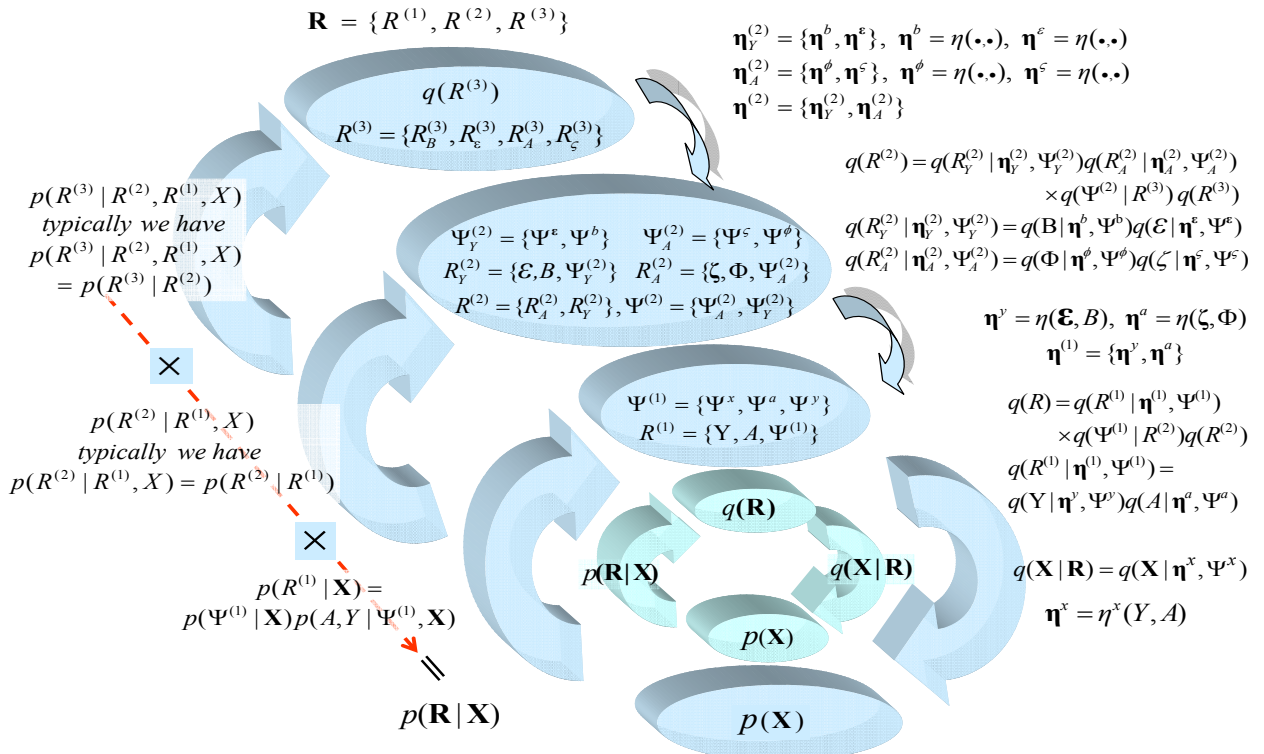 R = {R^(1), R^(2), R^(3)}
q(R^(3))
R^(3) = {R_B^(3), R_ε^(3), R_A^(3), R_ς^(3)}
η_Y^(2) = {η^b, η^ε}, η^b = η(•,•), η^ε = η(•,•)
η_A^(2) = {η^ϕ, η^ς}, η^ϕ = η(•,•), η^ς = η(•,•)
η^(2) = {η_Y^(2), η_A^(2)}
q(R^(2)) = q(R_Y^(2) | η_Y^(2), Ψ_Y^(2))q(R_A^(2) | η_A^(2), Ψ_A^(2))
×q(Ψ^(2) | R^(3)) q(R^(3))
q(R_Y^(2) | η_Y^(2), Ψ_Y^(2)) = q(B | η^b, Ψ^b)q(ε | η^ε, Ψ^ε)
q(R_A^(2) | η_A^(2), Ψ_A^(2)) = q(Φ | η^ϕ, Ψ^ϕ)q(ζ | η^ς, Ψ^ς)
p(R^(3) | R^(2), R^(1), X)
typically we have
p(R^(3) | R^(2), R^(1), X)
= p(R^(3) | R^(2))
Ψ_Y^(2) = {Ψ^ε, Ψ^b} Ψ_A^(2) = {Ψ^ς, Ψ^ϕ}
R_Y^(2) = {ε, B, Ψ_Y^(2)} R_A^(2) = {ζ, Φ, Ψ_A^(2)}
R^(2) = {R_A^(2), R_Y^(2)}, Ψ^(2) = {Ψ_A^(2), Ψ_Y^(2)}
η^y = η(ε, B), η^a = η(ζ, Φ)
η^(1) = {η^y, η^a}
×
p(R^(2) | R^(1), X)
typically we have
p(R^(2) | R^(1), X) = p(R^(2) | R^(1))
Ψ^(1) = {Ψ^x, Ψ^a, Ψ^y}
R^(1) = {Y, A, Ψ^(1)}
q(R) = q(R^(1) | η^(1), Ψ^(1))
×q(Ψ^(1) | R^(2))q(R^(2))
q(R^(1) | η^(1), Ψ^(1)) =
q(Y | η^y, Ψ^y)q(A | η^a, Ψ^a)
×
q(R)
p(R | X)
q(X | R)
p(X)
p(X)
p(R^(1) | X) =
p(Ψ^(1) | X)p(A, Y | Ψ^(1), X)
=
p(R | X)
q(X | R) = q(X | η^x, Ψ^x)
η^x = η^x(Y, A)